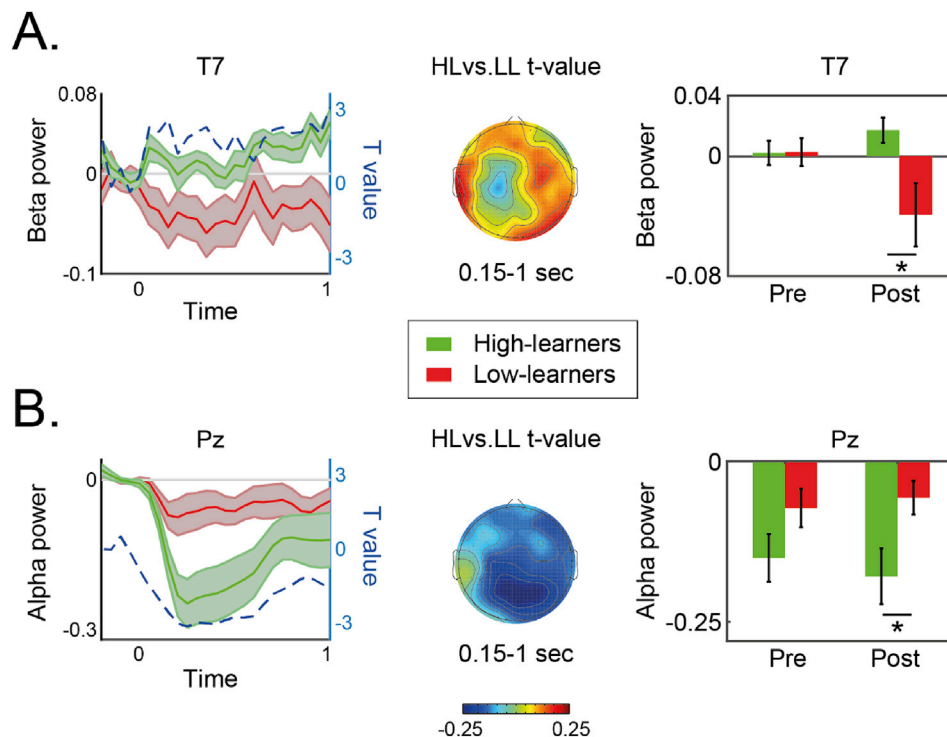 A.
T7
HLvs.LL t-value
T7
0.08
0
-0.1
Beta power
3
0
-3
T value
0
1
Time
0.15-1 sec
0.04
0
-0.08
Beta power
*
Pre
Post
High-learners
Low-learners
B.
Pz
HLvs.LL t-value
Pz
0
-0.3
Alpha power
3
0
-3
T value
0
1
Time
0.15-1 sec
-0.25
0.25
0
-0.25
Alpha power
*
Pre
Post